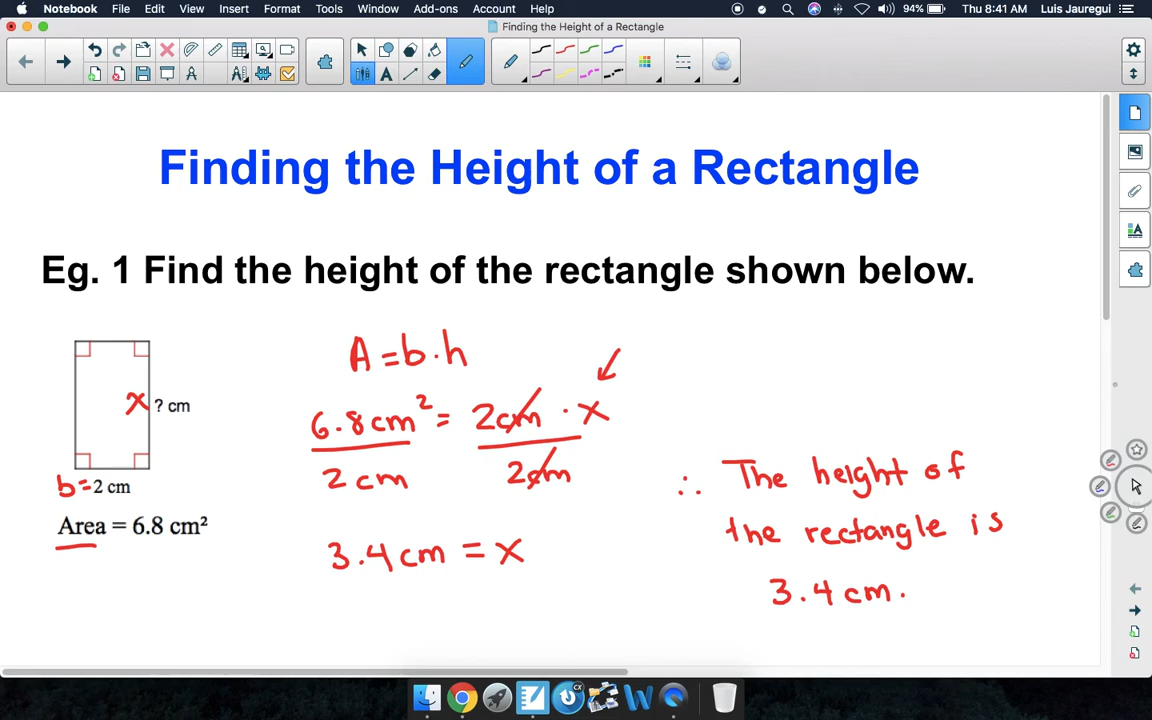 Notebook File Edit View Insert Format Tools Window Add-ons Account Help 94% Thu 8:41 AM Luis Jauregui
Finding the Height of a Rectangle
Finding the Height of a Rectangle
Eg. 1 Find the height of the rectangle shown below.
x ? cm
b= 2 cm
Area = 6.8 cm²
A = b · h
6.8 cm² = 2 cm · x
2 cm 2 cm
3.4 cm = x
∴ The height of
the rectangle is
3.4 cm.